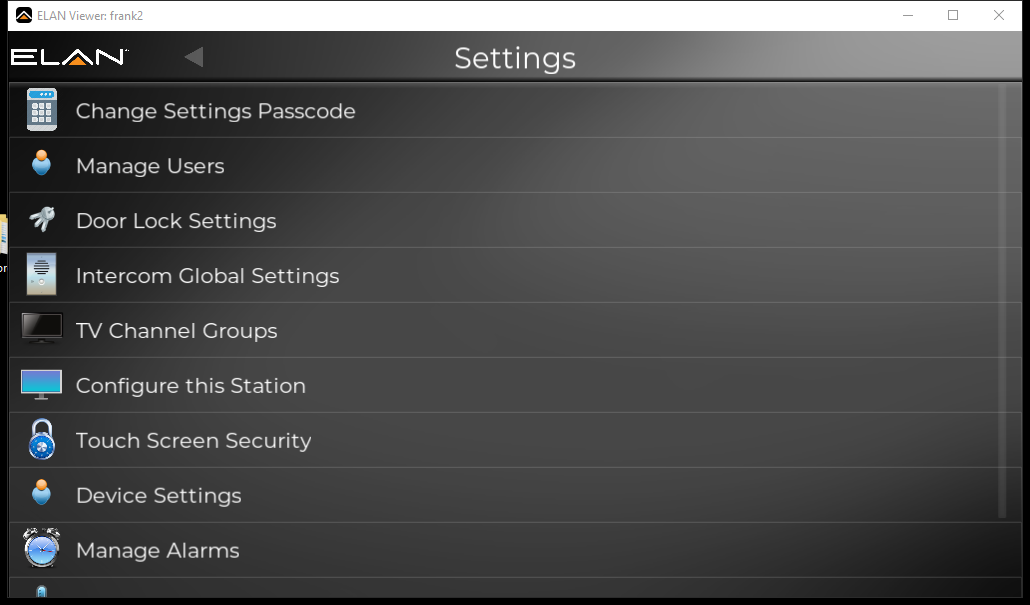 ELAN Viewer: frank2
ELAN™
Settings
Change Settings Passcode
Manage Users
Door Lock Settings
Intercom Global Settings
TV Channel Groups
Configure this Station
Touch Screen Security
Device Settings
Manage Alarms